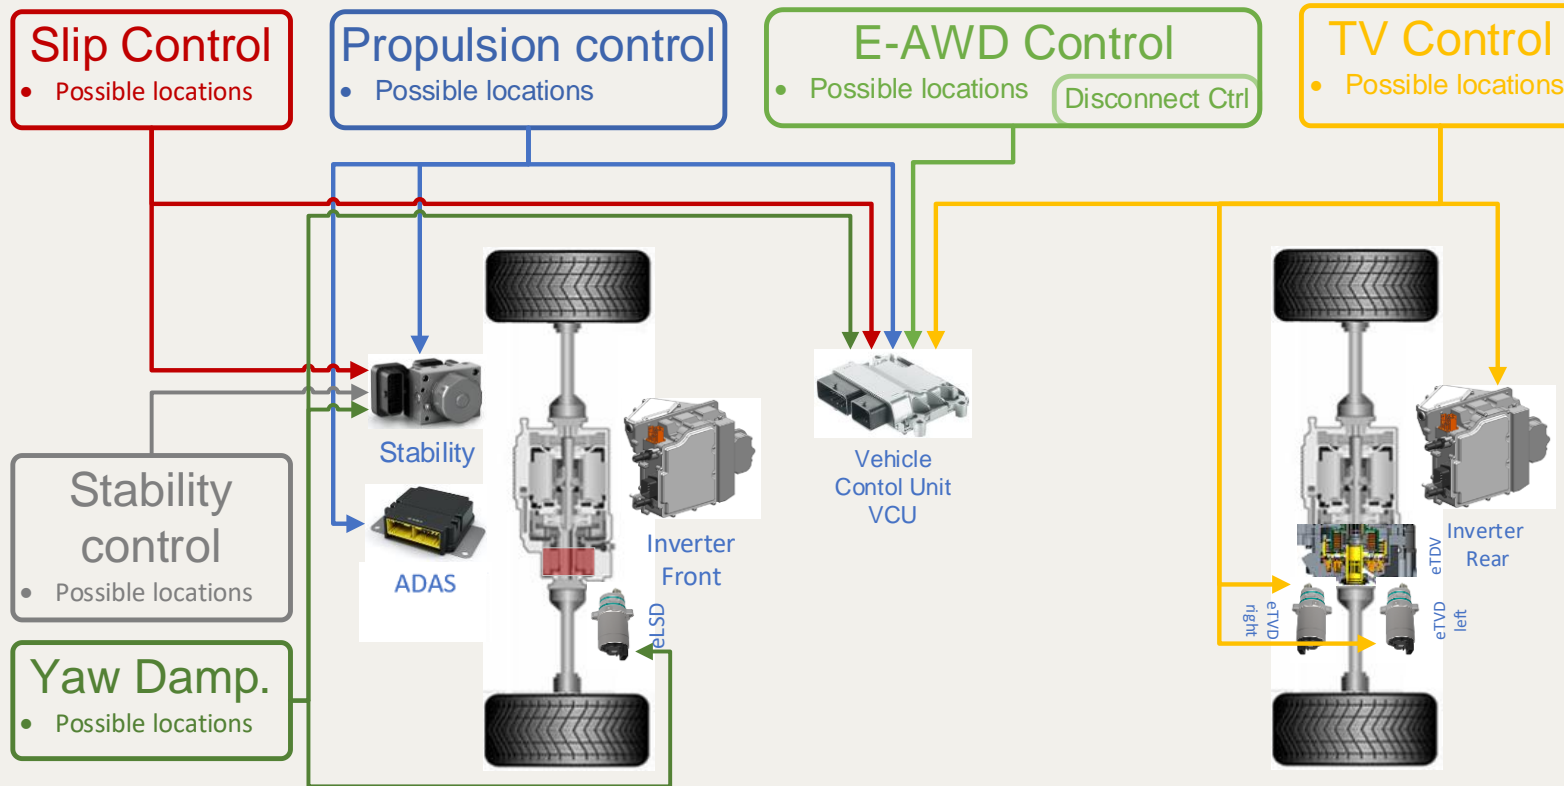 Slip Control
• Possible locations
Propulsion control
• Possible locations
E-AWD Control
• Possible locations
Disconnect Ctrl
TV Control
• Possible locations
Stability
control
• Possible locations
Yaw Damp.
• Possible locations
Stability
ADAS
Inverter
Front
eLSD
Vehicle
Contol Unit
VCU
eTDV
Inverter
Rear
eTVD
right
eTVD
left